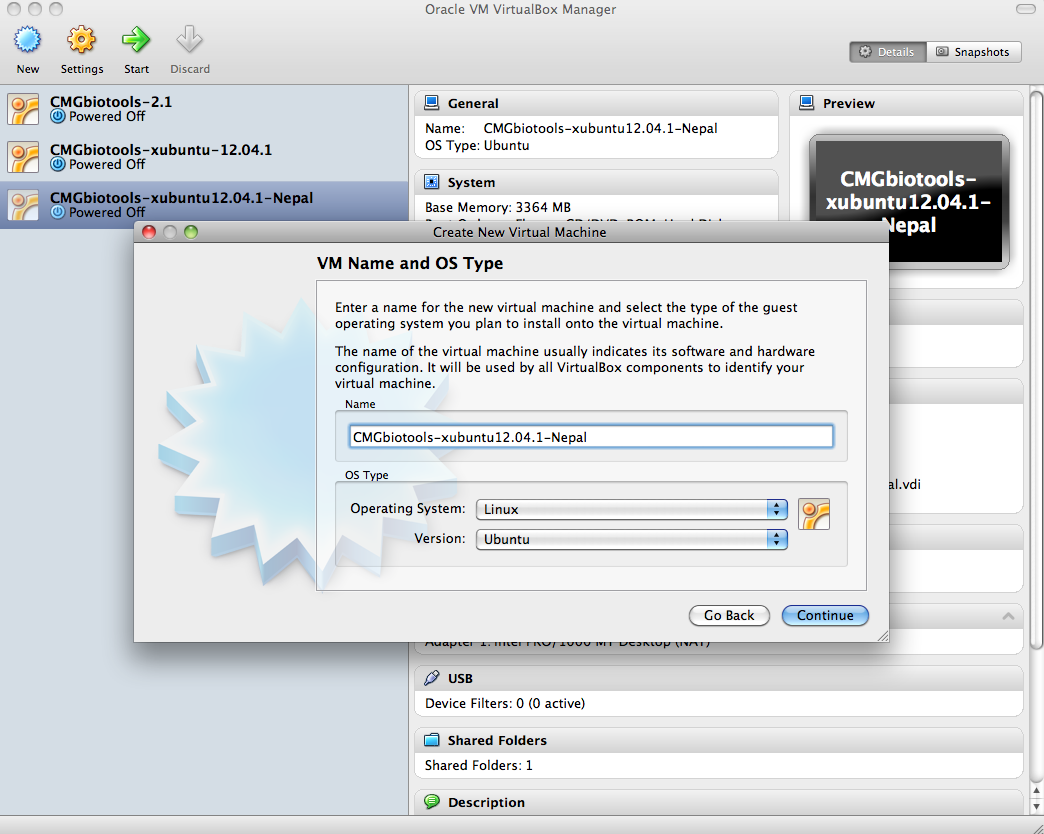 Oracle VM VirtualBox Manager
New
Settings
Start
Discard
Details
Snapshots
CMGbiotools-2.1
Powered Off
CMGbiotools-xubuntu-12.04.1
Powered Off
CMGbiotools-xubuntu12.04.1-Nepal
Powered Off
General
Name: CMGbiotools-xubuntu12.04.1-Nepal
OS Type: Ubuntu
System
Base Memory: 3364 MB
Preview
CMGbiotools-
xubuntu12.04.1-
Nepal
Create New Virtual Machine
VM Name and OS Type
Enter a name for the new virtual machine and select the type of the guest
operating system you plan to install onto the virtual machine.
The name of the virtual machine usually indicates its software and hardware
configuration. It will be used by all VirtualBox components to identify your
virtual machine.
Name
CMGbiotools-xubuntu12.04.1-Nepal
OS Type
Operating System: Linux
Version: Ubuntu
Go Back
Continue
al.vdi
Adapter 1: Intel PRO/1000 MT Desktop (NAT)
USB
Device Filters: 0 (0 active)
Shared Folders
Shared Folders: 1
Description